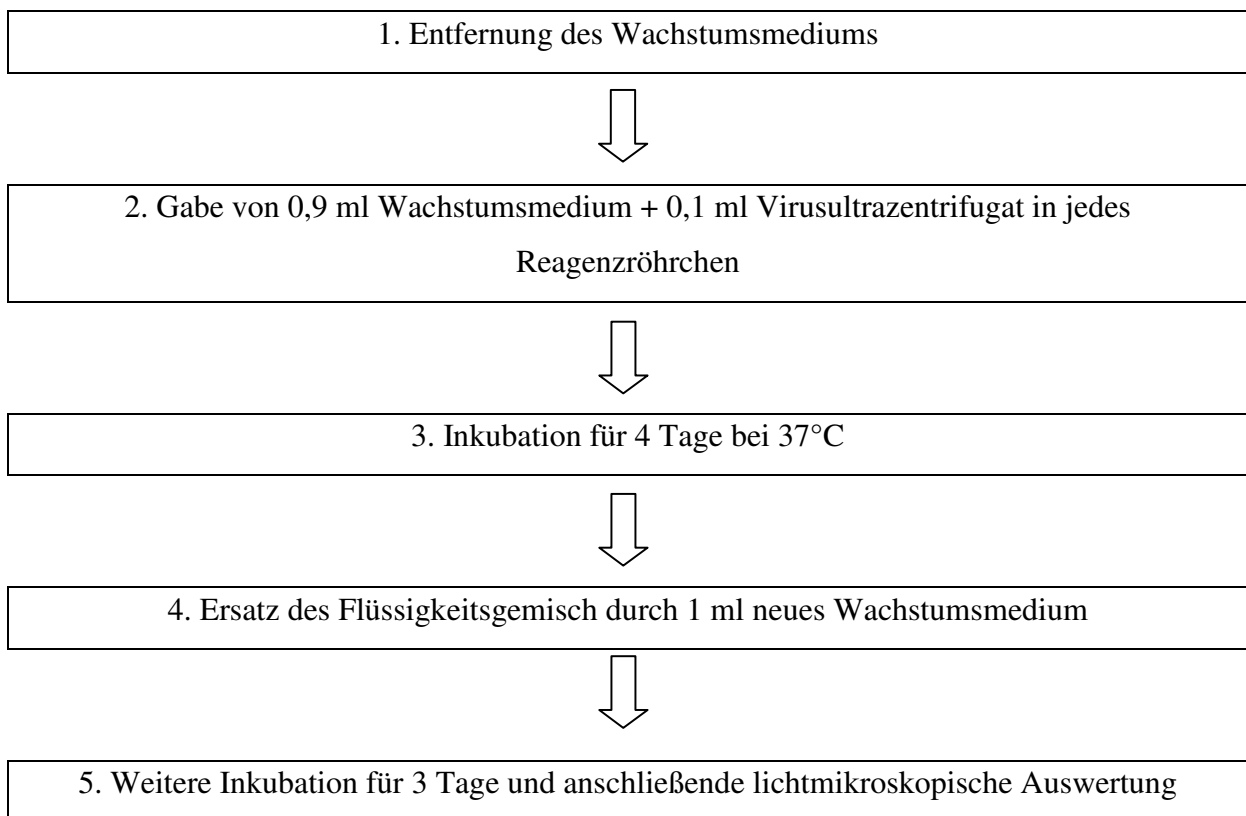 1. Entfernung des Wachstumsmediums
2. Gabe von 0,9 ml Wachstumsmedium + 0,1 ml Virusultrazentrifugat in jedes
Reagenzröhrchen
3. Inkubation für 4 Tage bei 37°C
4. Ersatz des Flüssigkeitsgemisch durch 1 ml neues Wachstumsmedium
5. Weitere Inkubation für 3 Tage und anschließende lichtmikroskopische Auswertung